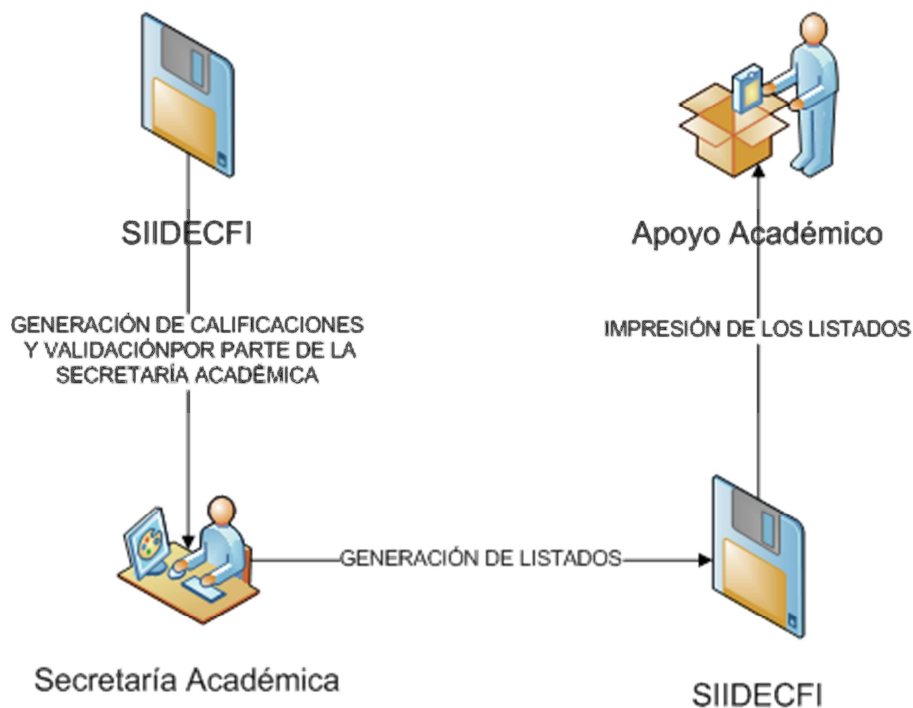 SIIDECFI
Apoyo Académico
GENERACIÓN DE CALIFICACIONES
Y VALIDACIÓNPOR PARTE DE LA
SECRETARÍA ACADÉMICA
IMPRESIÓN DE LOS LISTADOS
GENERACIÓN DE LISTADOS
Secretaría Académica
SIIDECFI